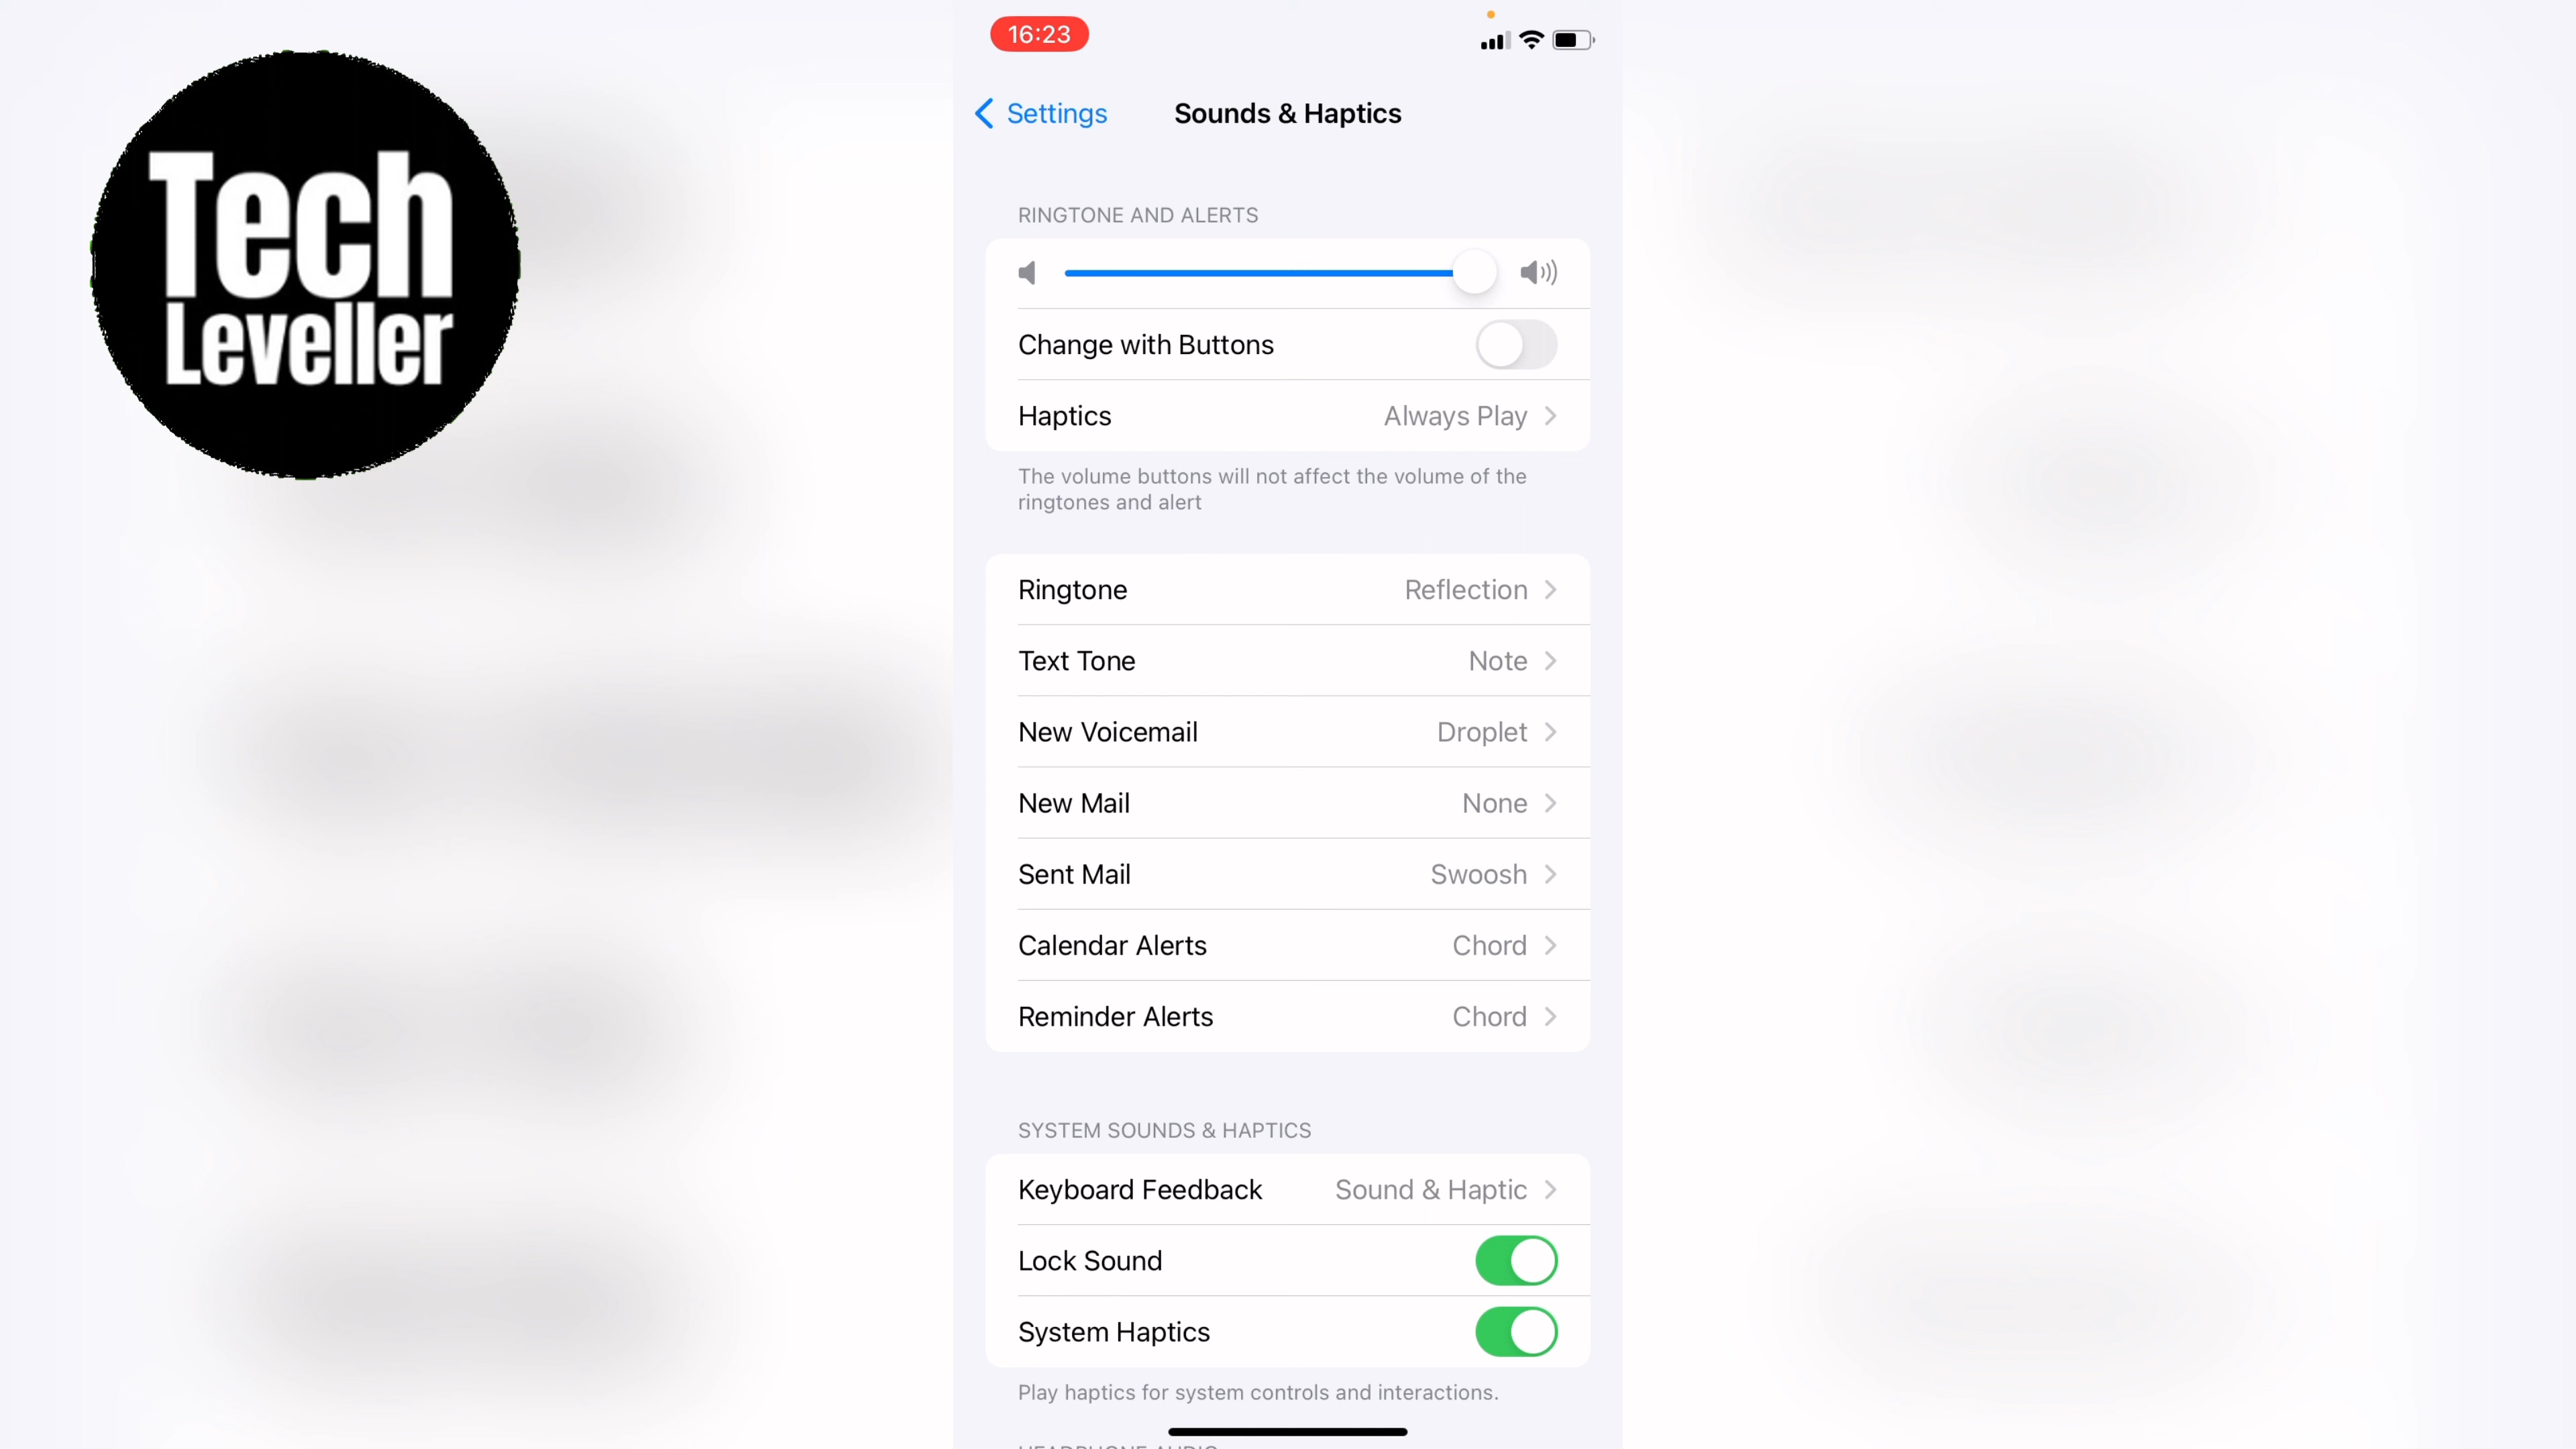 Tech
Leveller
16:23
Settings
Sounds & Haptics
RINGTONE AND ALERTS
Change with Buttons
Haptics Always Play
The volume buttons will not affect the volume of the
ringtones and alert
Ringtone Reflection
Text Tone Note
New Voicemail Droplet
New Mail None
Sent Mail Swoosh
Calendar Alerts Chord
Reminder Alerts Chord
SYSTEM SOUNDS & HAPTICS
Keyboard Feedback Sound & Haptic
Lock Sound
System Haptics
Play haptics for system controls and interactions.
HEADPHONE AUDIO